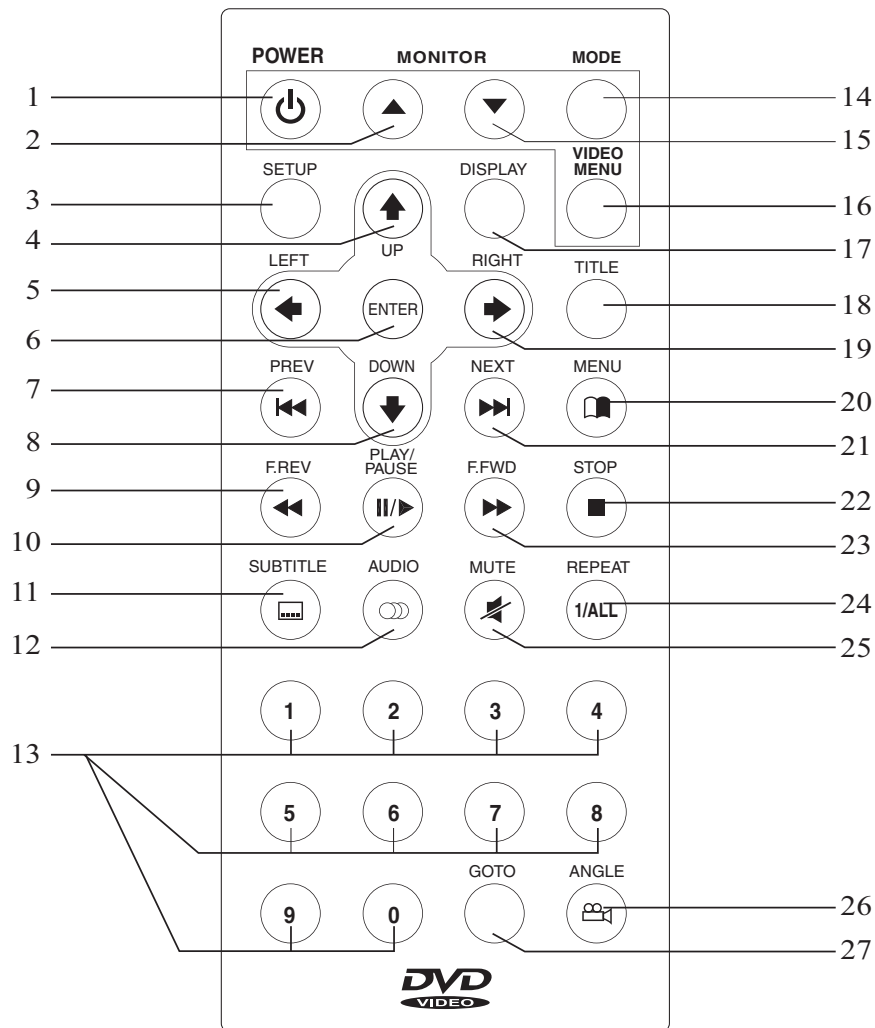 POWER MONITOR MODE
1 14
2 15
SETUP DISPLAY VIDEO MENU
3 16
4 UP 17
LEFT RIGHT TITLE
5 18
ENTER
6 19
PREV DOWN NEXT MENU
7 20
8 21
F.REV PLAY/PAUSE F.FWD STOP
9 22
10 23
SUBTITLE AUDIO MUTE REPEAT
11 24
1/ALL
12 25
1 2 3 4
13
5 6 7 8
GOTO ANGLE
9 0 26
27
DVD
VIDEO